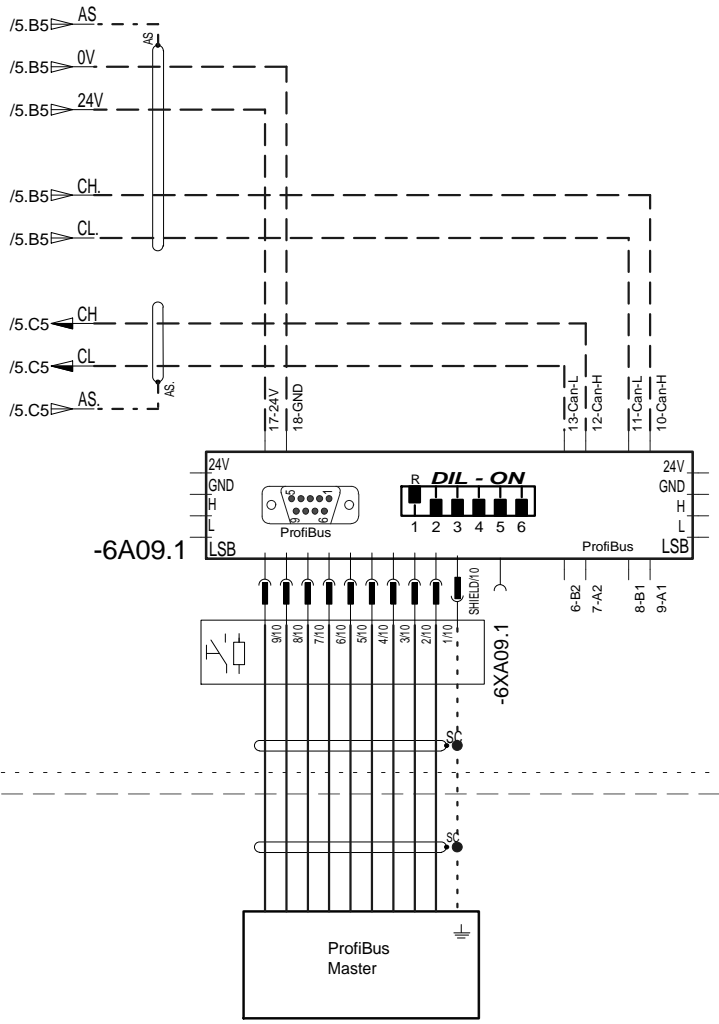 /5.B5 AS
AS
/5.B5 0V
/5.B5 24V
/5.B5 CH.
/5.B5 CL.
/5.C5 CH
/5.C5 CL
/5.C5 AS.
AS.
17-24V
18-GND
13-Can-L
12-Can-H
11-Can-L
10-Can-H
24V
GND
H
L
LSB
-6A09.1
5
1
9
6
ProfiBus
R DIL - ON
1 2 3 4 5 6
ProfiBus
24V
GND
H
L
LSB
9/10
8/10
7/10
6/10
5/10
4/10
3/10
2/10
1/10
SHIELD/10
6-B2
7-A2
8-B1
9-A1
-6XA09.1
SC
SC
ProfiBus
Master